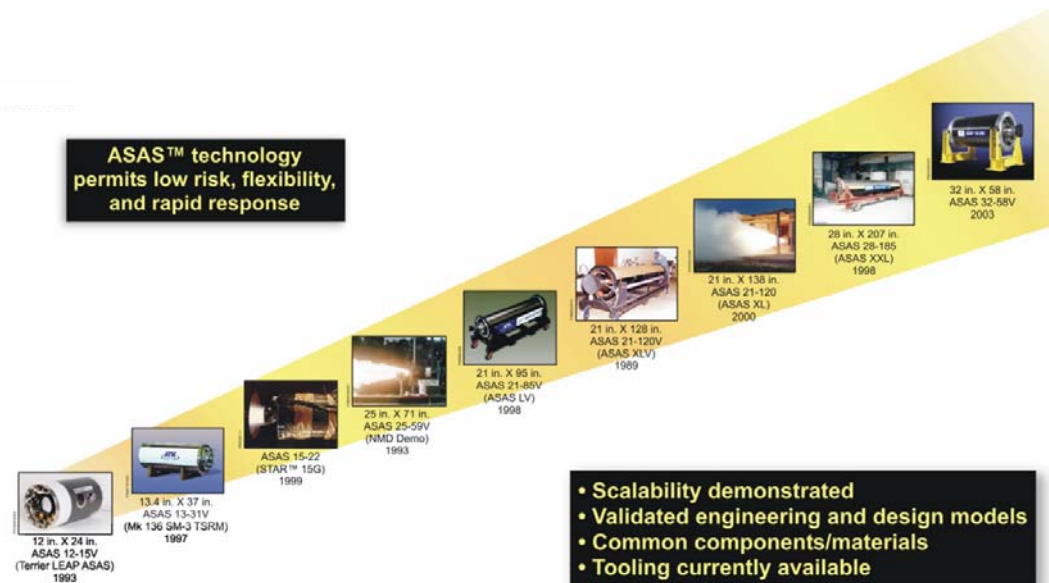 ASAS™ technology
permits low risk, flexibility,
and rapid response
32 in. X 58 in.
ASAS 32-58V
2003
28 in. X 207 in.
ASAS 28-185
(ASAS XXL)
1998
21 in. X 138 in.
ASAS 21-120
(ASAS XL)
2000
21 in. X 128 in.
ASAS 21-120V
(ASAS XLV)
1989
21 in. X 95 in.
ASAS 21-85V
(ASAS LV)
1998
25 in. X 71 in.
ASAS 25-59V
(NMD Demo)
1993
ASAS 15-22
(STAR™ 15G)
1999
13.4 in. X 37 in.
ASAS 13-31V
(Mk 136 SM-3 TSRM)
1997
12 in. X 24 in.
ASAS 12-15V
(Terrier LEAP ASAS)
1993
• Scalability demonstrated
• Validated engineering and design models
• Common components/materials
• Tooling currently available